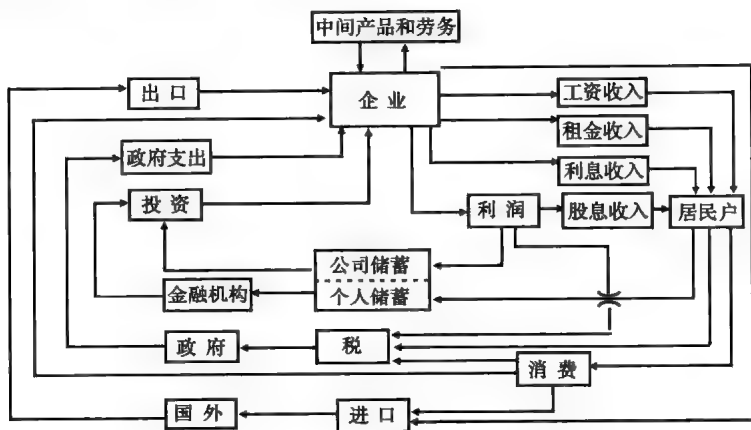 中间产品和劳务
出口
企业
工资收入
租金收入
政府支出
利息收入
投资
利润
股息收入
居民户
公司储蓄
金融机构
个人储蓄
政府
税
消费
国外
进口